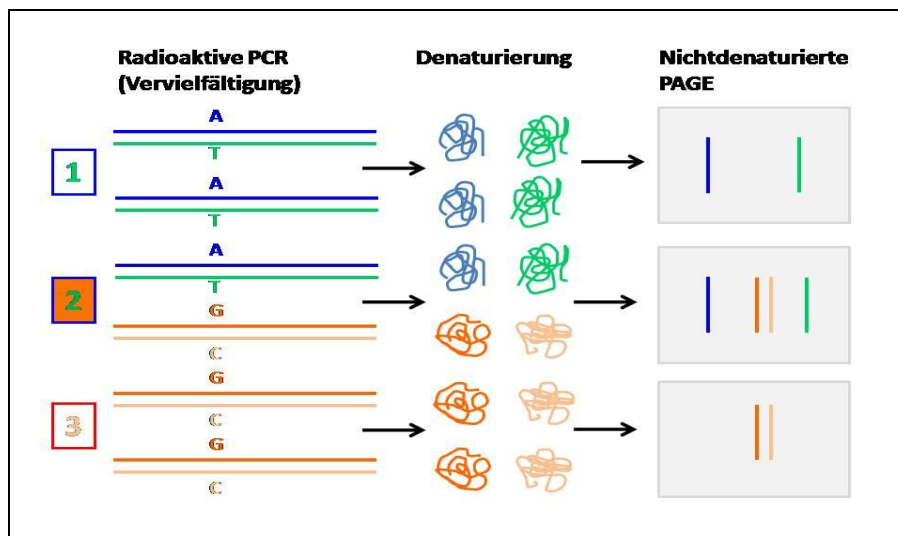 Radioaktive PCR
(Vervielfältigung)
Denaturierung
Nichtdenaturierte
PAGE
A
T
1
A
T
A
T
2
G
C
G
C
3
G
C